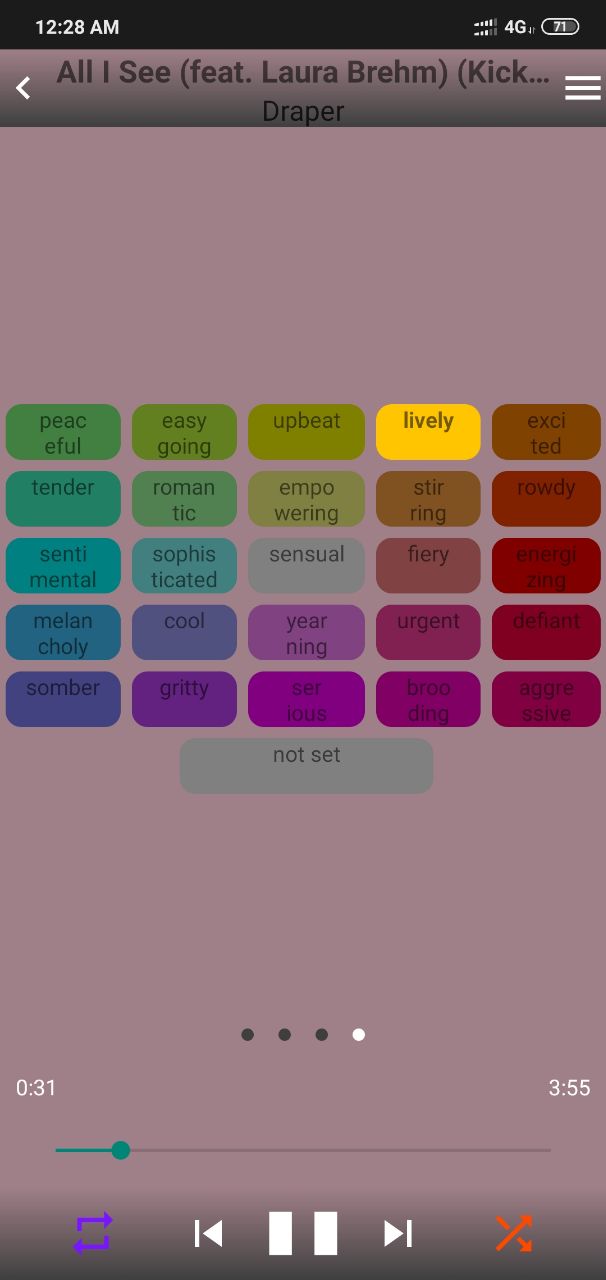 12:28 AM 4G 71
All I See (feat. Laura Brehm) (Kick...
Draper
peac
eful
easy
going
upbeat
lively
exci
ted
tender
roman
tic
empo
wering
stir
ring
rowdy
senti
mental
sophis
ticated
sensual
fiery
energi
zing
melan
choly
cool
year
ning
urgent
defiant
somber
gritty
ser
ious
broo
ding
aggre
ssive
not set
0:31 3:55